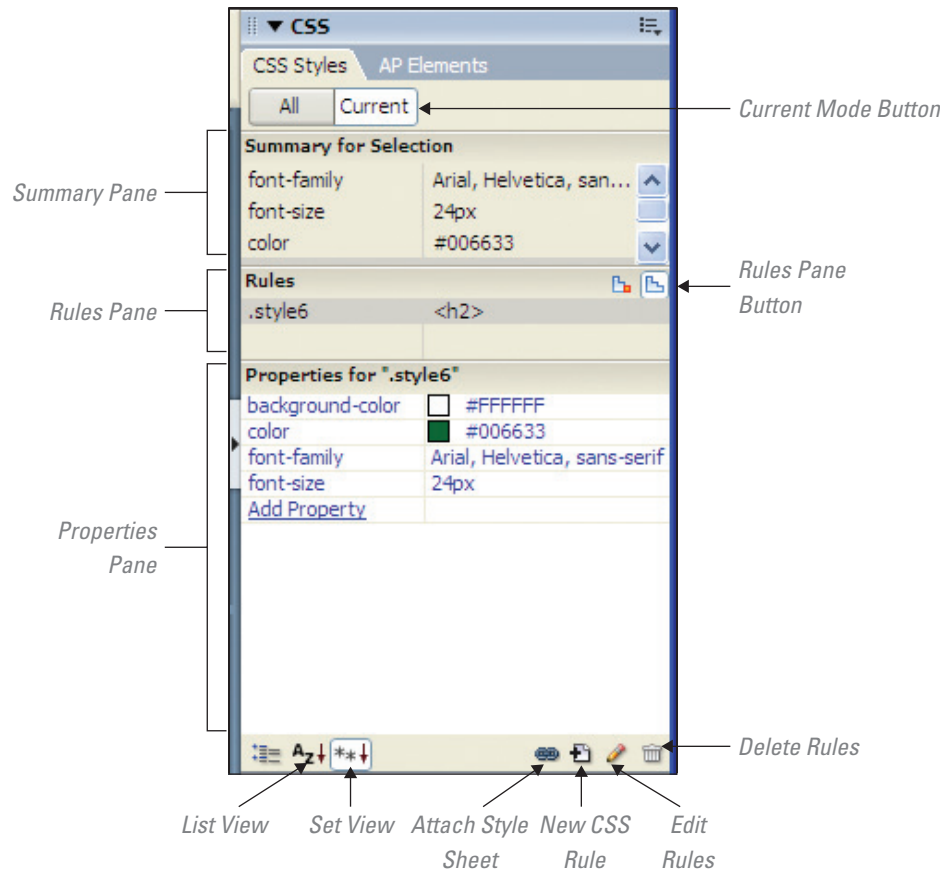 CSS
CSS Styles AP Elements
All Current
Current Mode Button
Summary for Selection
Summary Pane
font-family Arial, Helvetica, san...
font-size 24px
color #006633
Rules
Rules Pane
Button
Rules Pane
.style6 <h2>
Properties for ".style6"
background-color #FFFFFF
color #006633
font-family Arial, Helvetica, sans-serif
font-size 24px
Add Property
Properties
Pane
Delete Rules
List View
Set View
Attach Style
Sheet
New CSS
Rule
Edit
Rules